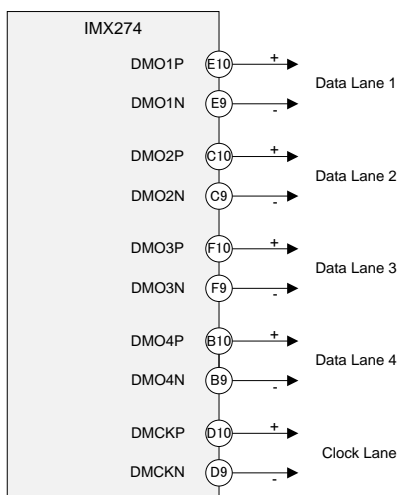 IMX274
DMO1P E10 +
Data Lane 1
DMO1N E9 -
DMO2P C10 +
Data Lane 2
DMO2N C9 -
DMO3P F10 +
Data Lane 3
DMO3N F9 -
DMO4P B10 +
Data Lane 4
DMO4N B9 -
DMCKP D10 +
Clock Lane
DMCKN D9 -